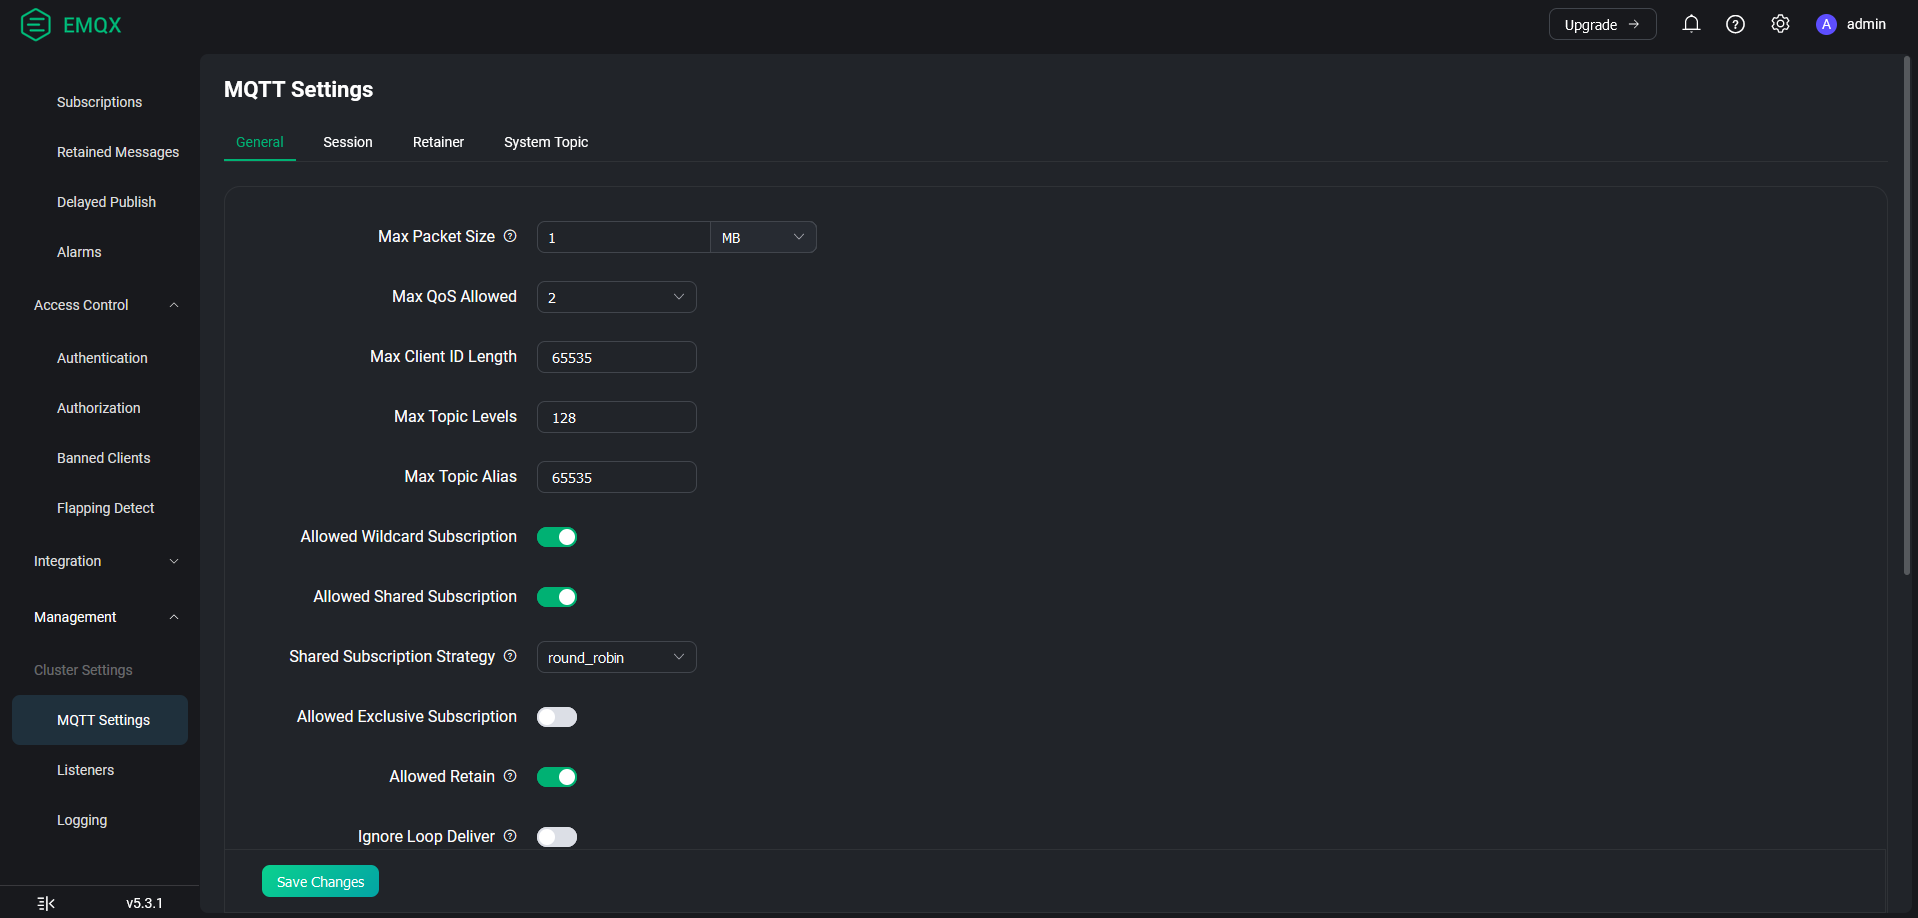 EMQX
Upgrade →
A admin
Subscriptions
Retained Messages
Delayed Publish
Alarms
Access Control
Authentication
Authorization
Banned Clients
Flapping Detect
Integration
Management
Cluster Settings
MQTT Settings
Listeners
Logging
v5.3.1
MQTT Settings
General Session Retainer System Topic
Max Packet Size 1 MB
Max QoS Allowed 2
Max Client ID Length 65535
Max Topic Levels 128
Max Topic Alias 65535
Allowed Wildcard Subscription
Allowed Shared Subscription
Shared Subscription Strategy round_robin
Allowed Exclusive Subscription
Allowed Retain
Ignore Loop Deliver
Save Changes